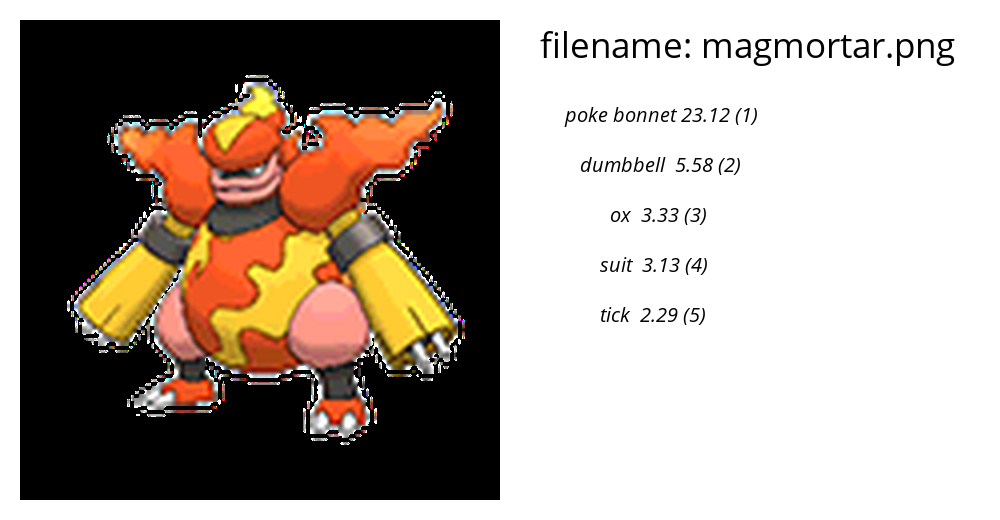 filename: magmortar.png
poke bonnet 23.12 (1)
dumbbell 5.58 (2)
ox 3.33 (3)
suit 3.13 (4)
tick 2.29 (5)